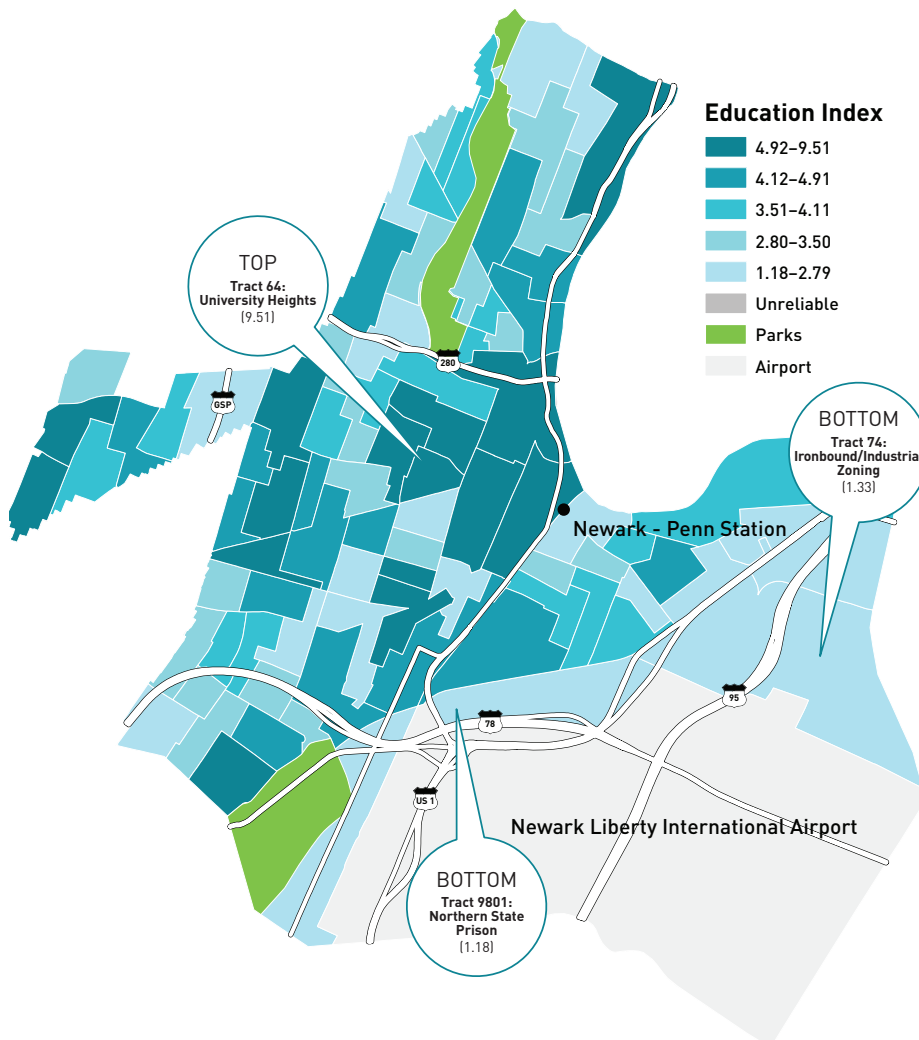 Education Index
4.92–9.51
4.12–4.91
3.51–4.11
2.80–3.50
1.18–2.79
Unreliable
Parks
Airport
TOP
Tract 64:
University Heights
(9.51)
280
GSP
BOTTOM
Tract 74:
Ironbound/Industria
Zoning
(1.33)
Newark - Penn Station
95
78
US 1
Newark Liberty International Airport
BOTTOM
Tract 9801:
Northern State
Prison
(1.18)